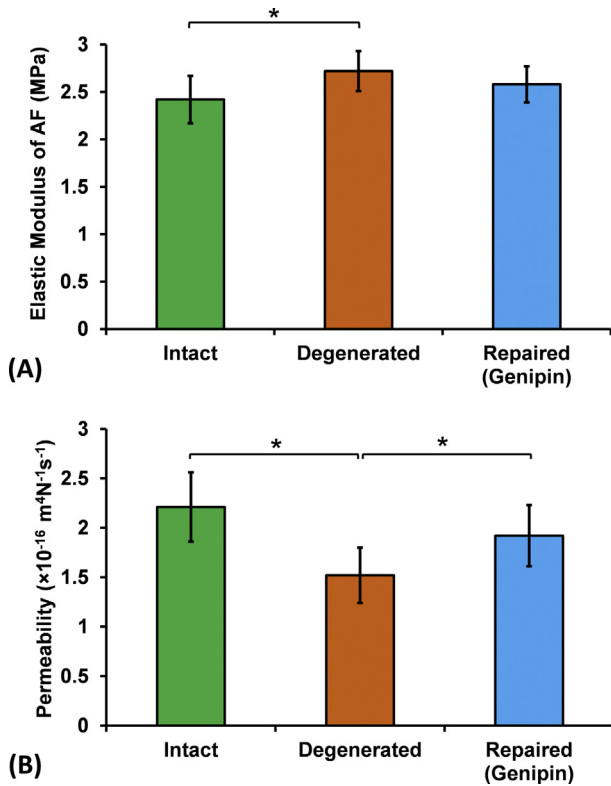 *
3
2.5
2
1.5
1
0.5
0
Elastic Modulus of AF (MPa)
Intact
Degenerated
Repaired
(Genipin)
(A)
*
*
3
2.5
2
1.5
1
0.5
0
Permeability (×10⁻¹⁶ m⁴N⁻¹s⁻¹)
Intact
Degenerated
Repaired
(Genipin)
(B)